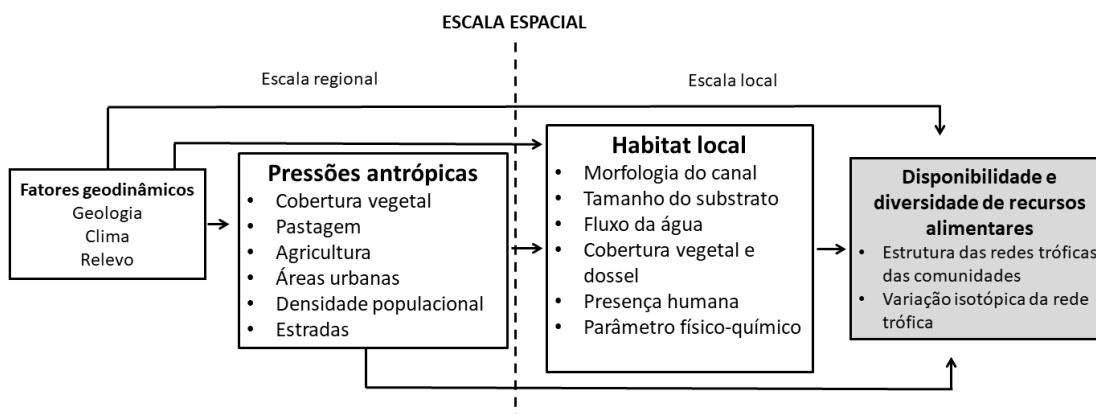 ESCALA ESPACIAL
Escala regional
Escala local
Fatores geodinâmicos
Geologia
Clima
Relevo
Pressões antrópicas
• Cobertura vegetal
• Pastagem
• Agricultura
• Áreas urbanas
• Densidade populacional
• Estradas
Habitat local
• Morfologia do canal
• Tamanho do substrato
• Fluxo da água
• Cobertura vegetal e
dossel
• Presença humana
• Parâmetro físico-químico
Disponibilidade e
diversidade de recursos
alimentares
• Estrutura das redes tróficas
das comunidades
• Variação isotópica da rede
trófica